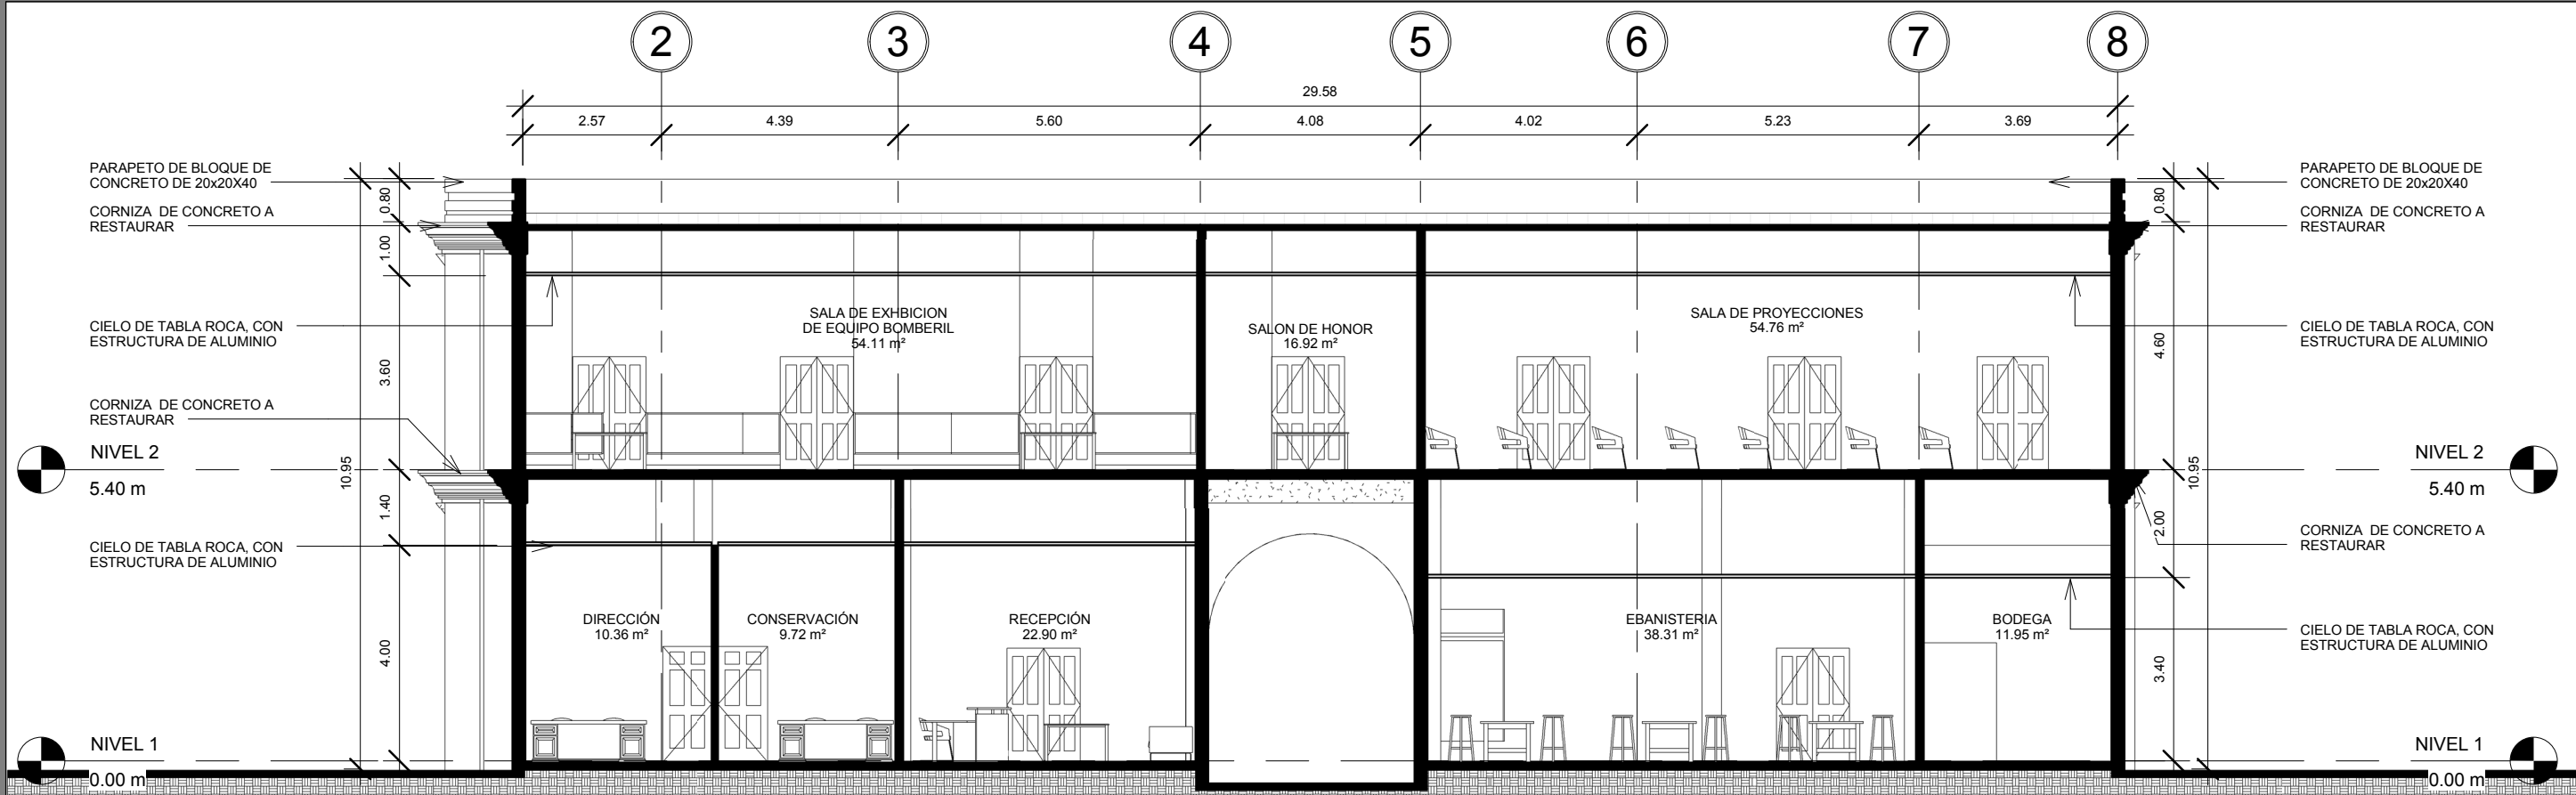 2
3
4
5
6
7
8
29.58
2.57
4.39
5.60
4.08
4.02
5.23
3.69
PARAPETO DE BLOQUE DE
CONCRETO DE 20x20X40
CORNIZA DE CONCRETO A
RESTAURAR
CIELO DE TABLA ROCA, CON
ESTRUCTURA DE ALUMINIO
CORNIZA DE CONCRETO A
RESTAURAR
NIVEL 2
5.40 m
CIELO DE TABLA ROCA, CON
ESTRUCTURA DE ALUMINIO
NIVEL 1
0.00 m
10.95
0.80
1.00
3.60
1.40
4.00
SALA DE EXHBICION
DE EQUIPO BOMBERIL
54.11 m²
SALON DE HONOR
16.92 m²
SALA DE PROYECCIONES
54.76 m²
DIRECCIÓN
10.36 m²
CONSERVACIÓN
9.72 m²
RECEPCIÓN
22.90 m²
EBANISTERIA
38.31 m²
BODEGA
11.95 m²
0.80
4.60
2.00
3.40
10.95
PARAPETO DE BLOQUE DE
CONCRETO DE 20x20X40
CORNIZA DE CONCRETO A
RESTAURAR
CIELO DE TABLA ROCA, CON
ESTRUCTURA DE ALUMINIO
NIVEL 2
5.40 m
CORNIZA DE CONCRETO A
RESTAURAR
CIELO DE TABLA ROCA, CON
ESTRUCTURA DE ALUMINIO
NIVEL 1
0.00 m